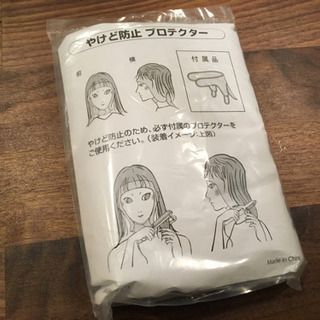 やけど防止 プロテクター
前
横
付属品
やけど防止のため、必ず付属のプロテクターを
ご使用ください。(装着イメージ:上図)
Made in Chin